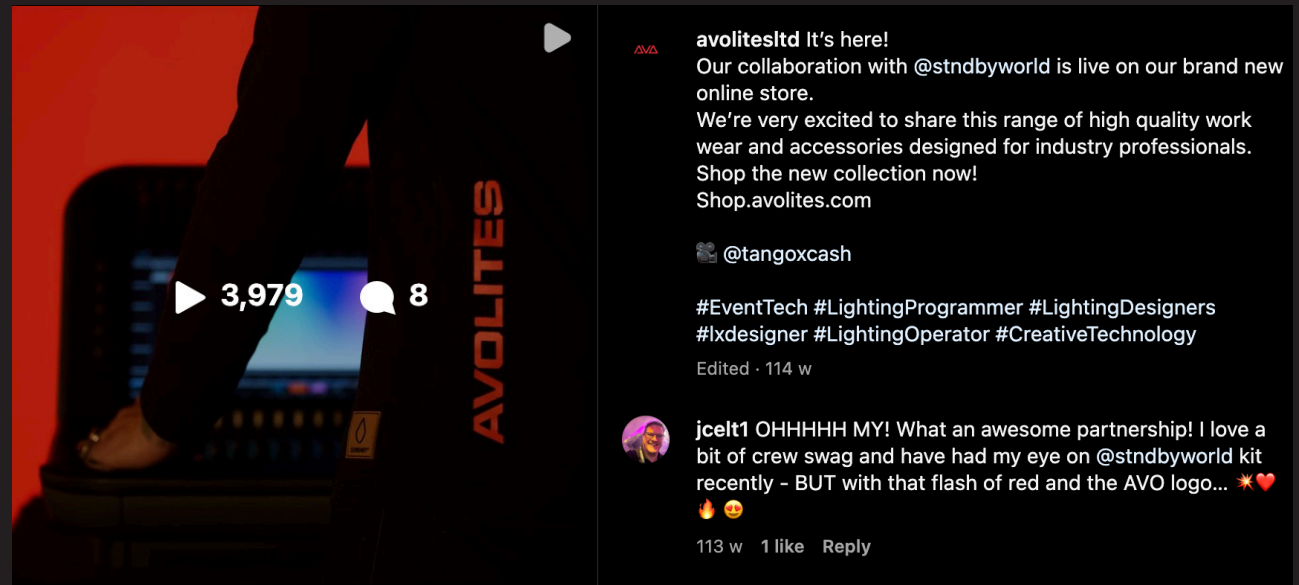 AVOLITES
3,979
8
AVA
avolitesltd It's here!
Our collaboration with @stndbyworld is live on our brand new
online store.
We're very excited to share this range of high quality work
wear and accessories designed for industry professionals.
Shop the new collection now!
Shop.avolites.com
🎥 @tangoxcash
#EventTech #LightingProgrammer #LightingDesigners
#lxdesigner #LightingOperator #CreativeTechnology
Edited · 114 w
jcelt1 OHHHHH MY! What an awesome partnership! I love a
bit of crew swag and have had my eye on @stndbyworld kit
recently - BUT with that flash of red and the AVO logo... 💥❤️
🔥 😍
113 w 1 like Reply